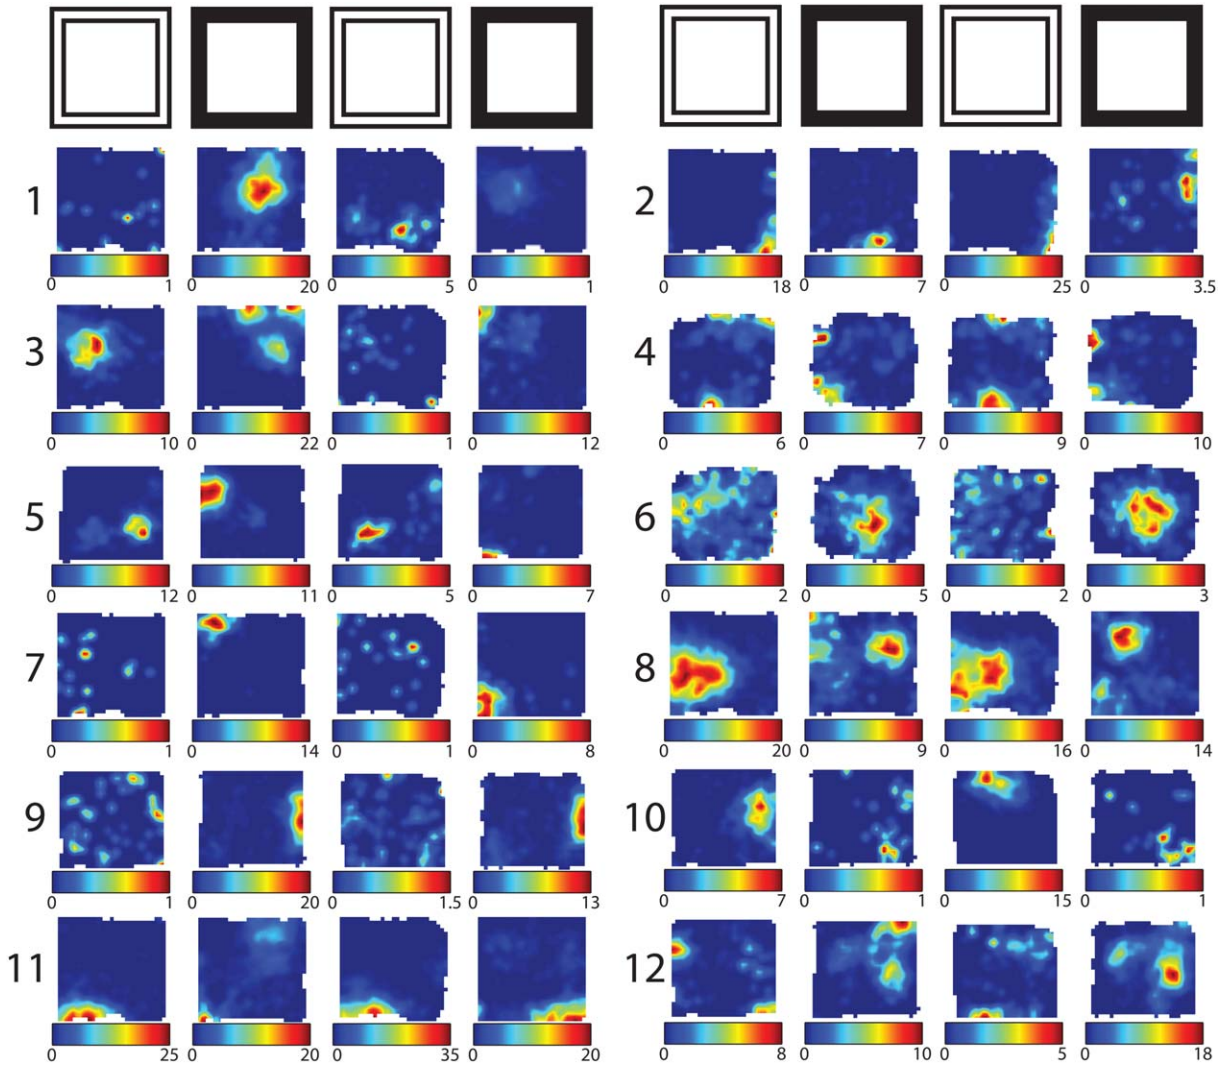 1
2
0 1 0 20 0 5 0 1
0 18 0 7 0 25 0 3.5
3
4
0 10 0 22 0 1 0 12
0 6 0 7 0 9 0 10
5
6
0 12 0 11 0 5 0 7
0 2 0 5 0 2 0 3
7
8
0 1 0 14 0 1 0 8
0 20 0 9 0 16 0 14
9
10
0 1 0 20 0 1.5 0 13
0 7 0 1 0 15 0 1
11
12
0 25 0 20 0 35 0 20
0 8 0 10 0 5 0 18